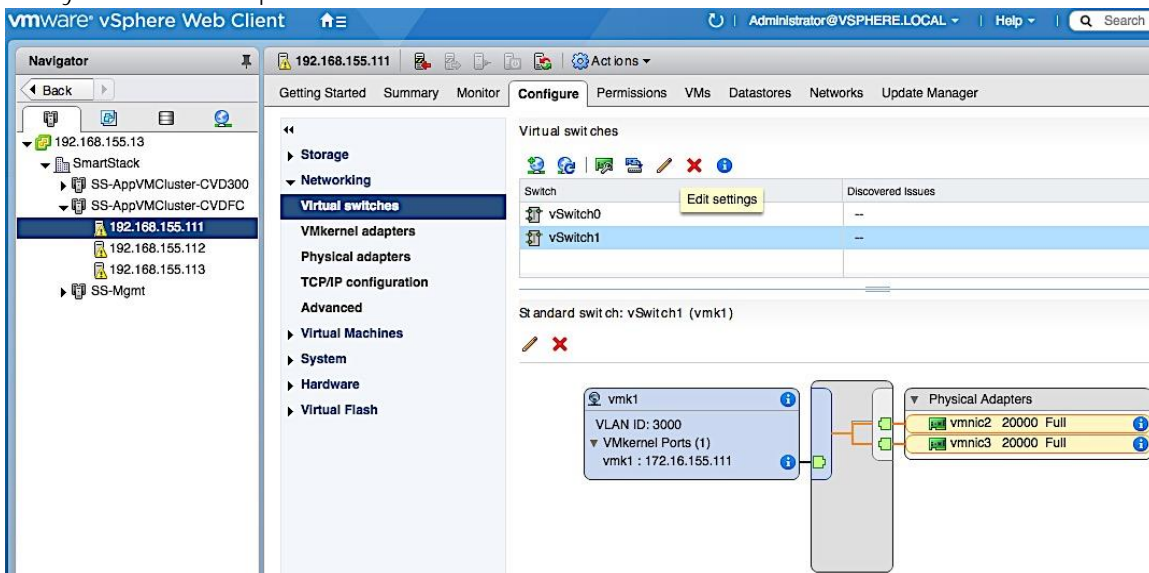 vmware® vSphere Web Client
Administrator@VSPHERE.LOCAL
Help
Search
Navigator
Back
192.168.155.13
SmartStack
SS-AppVMCluster-CVD300
SS-AppVMCluster-CVDFC
192.168.155.111
192.168.155.112
192.168.155.113
SS-Mgmt
192.168.155.111
Actions
Getting Started Summary Monitor Configure Permissions VMs Datastores Networks Update Manager
Storage
Networking
Virtual switches
VMkernel adapters
Physical adapters
TCP/IP configuration
Advanced
Virtual Machines
System
Hardware
Virtual Flash
Virtual switches
Edit settings
Switch Discovered Issues
vSwitch0 --
vSwitch1 --
Standard switch: vSwitch1 (vmk1)
vmk1
VLAN ID: 3000
VMkernel Ports (1)
vmk1 : 172.16.155.111
Physical Adapters
vmnic2 20000 Full
vmnic3 20000 Full